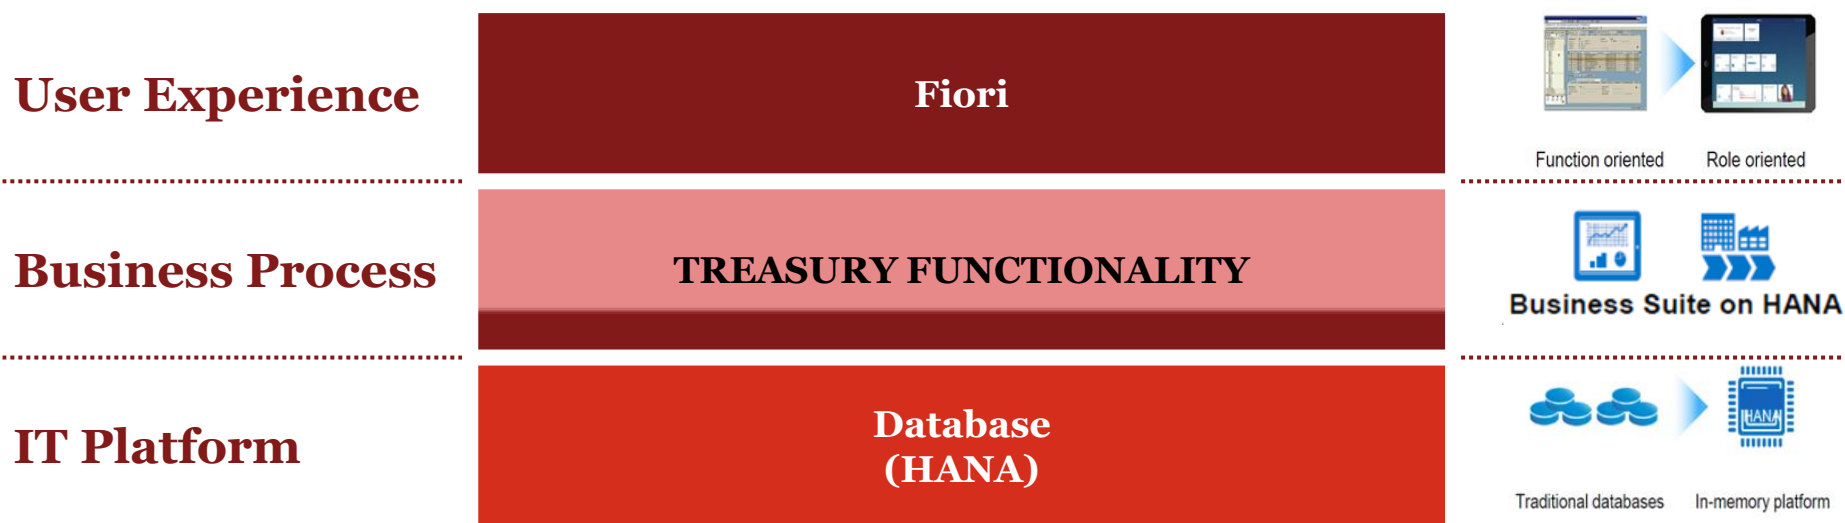 User Experience
Fiori
Function oriented
Role oriented
Business Process
TREASURY FUNCTIONALITY
Business Suite on HANA
IT Platform
Database
(HANA)
HANA
Traditional databases
In-memory platform